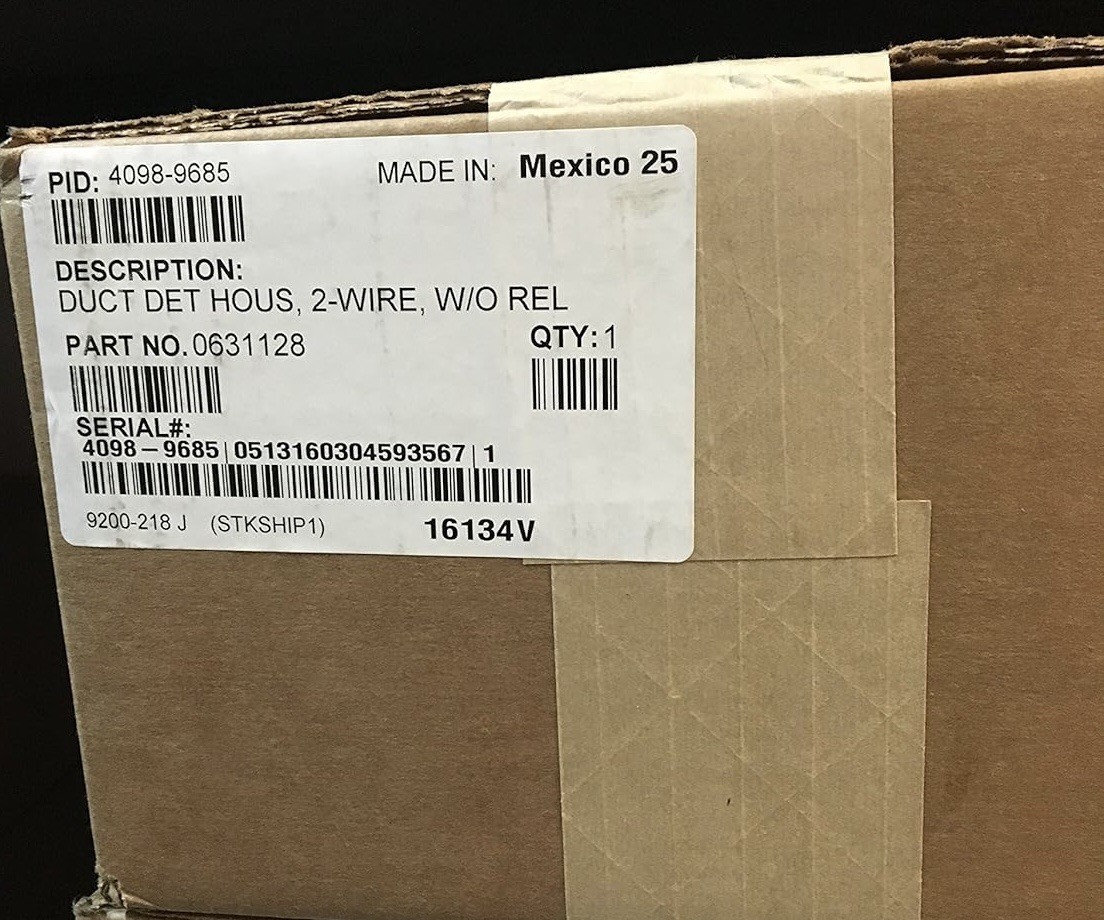 PID: 4098-9685 MADE IN: Mexico 25
DESCRIPTION:
DUCT DET HOUS, 2-WIRE, W/O REL
PART NO. 0631128 QTY: 1
SERIAL#:
4098-9685|0513160304593567|1
9200-218 J (STKSHIP1) 16134V